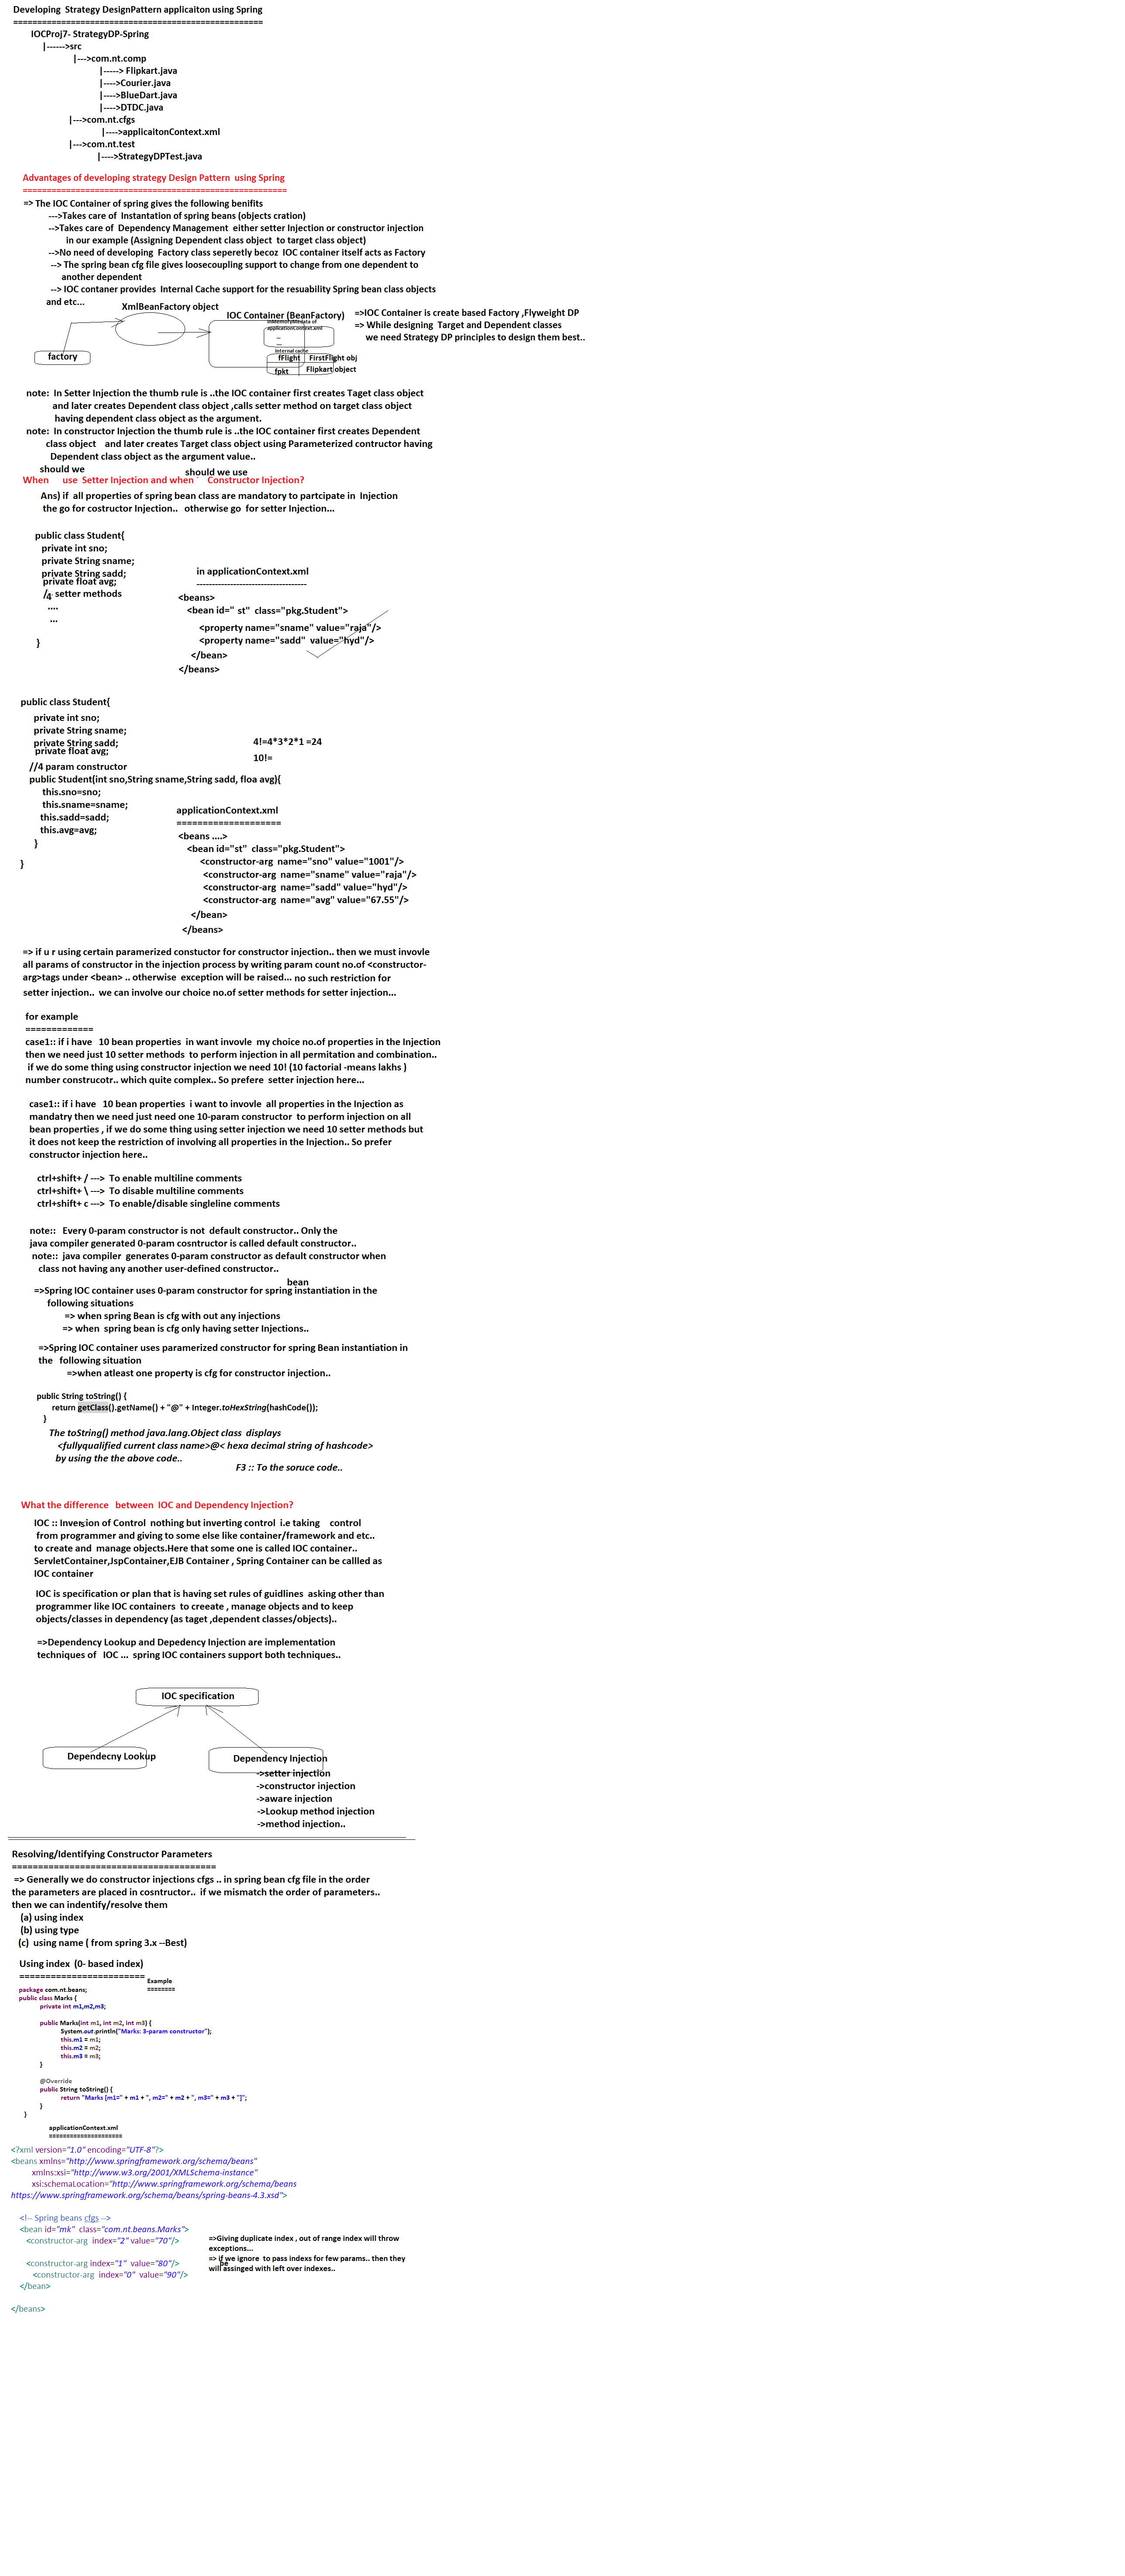 Developing  Strategy DesignPattern applicaiton using Spring
====================================================
IOCProj7- StrategyDP-Spring
|------>src
|--->com.nt.comp
|-----> Flipkart.java
|---->Courier.java
|---->BlueDart.java
|---->DTDC.java
|--->com.nt.cfgs
|---->applicaitonContext.xml
|--->com.nt.test
|---->StrategyDPTest.java
Advantages of developing strategy Design Pattern  using Spring
=======================================================
=> The IOC Container of spring gives the following benifits
--->Takes care of  Instantation of spring beans (objects cration)
-->Takes care of  Dependency Management  either setter Injection or constructor injection
in our example (Assigning Dependent class object  to target class object)
-->No need of developing  Factory class seperetly becoz  IOC container itself acts as Factory
--> The spring bean cfg file gives loosecoupling support to change from one dependent to
another dependent
--> IOC contaner provides  Internal Cache support for the resuability Spring bean class objects
and etc...
XmlBeanFactory object
IOC Container (BeanFactory)
=>IOC Container is create based Factory ,Flyweight DP
=> While designing  Target and Dependent classes
we need Strategy DP principles to design them best..
applicationContext.xml
...
Internal cache
factory
fFlight    FirstFlight obj
fpkt    Flipkart object
note:  In Setter Injection the thumb rule is ..the IOC container first creates Taget class object
and later creates Dependent class object ,calls setter method on target class object
having dependent class object as the argument.
note:  In constructor Injection the thumb rule is ..the IOC container first creates Dependent
class object    and later creates Target class object using Parameterized contructor having
Dependent class object as the argument value..
should we    should we use
When      use  Setter Injection and when      Constructor Injection?
Ans) if  all properties of spring bean class are mandatory to partcipate in  Injection
the go for costructor Injection..   otherwise go  for setter Injection...
public class Student{
private int sno;
private String sname;
private String sadd;
private float avg;
/4  setter methods
....
...
}
in applicationContext.xml
------------------------------------
<beans>
<bean id=" st"  class="pkg.Student">
<property name="sname" value="raja"/>
<property name="sadd"  value="hyd"/>
</bean>
</beans>
public class Student{
private int sno;
private String sname;
private String sadd;
private float avg;
4!=4*3*2*1 =24
10!=
//4 param constructor
public Student(int sno,String sname,String sadd, floa avg){
this.sno=sno;
this.sname=sname;
this.sadd=sadd;
this.avg=avg;
}
}
applicationContext.xml
====================
<beans ....>
<bean id="st"  class="pkg.Student">
<constructor-arg  name="sno" value="1001"/>
<constructor-arg  name="sname" value="raja"/>
<constructor-arg  name="sadd" value="hyd"/>
<constructor-arg  name="avg" value="67.55"/>
</bean>
</beans>
=> if u r using certain paramerized constuctor for constructor injection.. then we must invovle
all params of constructor in the injection process by writing param count no.of <constructor-
arg>tags under <bean> .. otherwise  exception will be raised... no such restriction for
setter injection..  we can involve our choice no.of setter methods for setter injection...
for example
=============
case1:: if i have   10 bean properties  in want invovle  my choice no.of properties in the Injection
then we need just 10 setter methods  to perform injection in all permitation and combination..
if we do some thing using constructor injection we need 10! (10 factorial -means lakhs )
number construcotr.. which quite complex.. So prefere  setter injection here...
case1:: if i have   10 bean properties  i want to invovle  all properties in the Injection as
mandatry then we need just need one 10-param constructor  to perform injection on all
bean properties , if we do some thing using setter injection we need 10 setter methods but
it does not keep the restriction of involving all properties in the Injection.. So prefer
constructor injection here..
ctrl+shift+ / --->  To enable multiline comments
ctrl+shift+ \ --->  To disable multiline comments
ctrl+shift+ c --->  To enable/disable singleline comments
note::   Every 0-param constructor is not  default constructor.. Only the
java compiler generated 0-param cosntructor is called default constructor..
note::  java compiler  generates 0-param constructor as default constructor when
class not having any another user-defined constructor..
bean
=>Spring IOC container uses 0-param constructor for spring instantiation in the
following situations
=> when spring Bean is cfg with out any injections
=> when  spring bean is cfg only having setter Injections..
=>Spring IOC container uses paramerized constructor for spring Bean instantiation in
the   following situation
=>when atleast one property is cfg for constructor injection..
public String toString() {
return getClass().getName() + "@" + Integer.toHexString(hashCode());
}
The toString() method java.lang.Object class  displays
<fullyqualified current class name>@< hexa decimal string of hashcode>
by using the the above code..
F3 :: To the soruce code..
What the difference   between  IOC and Dependency Injection?
IOC :: Inversion of Control  nothing but inverting control  i.e taking    control
from programmer and giving to some else like container/framework and etc..
to create and  manage objects.Here that some one is called IOC container..
ServletContainer,JspContainer,EJB Container , Spring Container can be callled as
IOC container
IOC is specification or plan that is having set rules of guidlines  asking other than
programmer like IOC containers  to creeate , manage objects and to keep
objects/classes in dependency (as taget ,dependent classes/objects)..
=>Dependency Lookup and Depedency Injection are implementation
techniques of   IOC ...  spring IOC containers support both techniques..
IOC specification
Dependecny Lookup
Dependency Injection
->setter injection
->constructor injection
->aware injection
->Lookup method injection
->method injection..
Resolving/Identifying Constructor Parameters
=======================================
=> Generally we do constructor injections cfgs .. in spring bean cfg file in the order
the parameters are placed in cosntructor..  if we mismatch the order of parameters..
then we can indentify/resolve them
(a) using index
(b) using type
(c)  using name ( from spring 3.x --Best)
Using index  (0- based index)
========================
Example
========
package com.nt.beans;
public class Marks {
private int m1,m2,m3;
public Marks(int m1, int m2, int m3) {
System.out.println("Marks: 3-param constructor");
this.m1 = m1;
this.m2 = m2;
this.m3 = m3;
}
@Override
public String toString() {
return "Marks [m1=" + m1 + ", m2=" + m2 + ", m3=" + m3 + "]";
}
}
applicationContext.xml
=====================
<?xml version="1.0" encoding="UTF-8"?>
<beans xmlns="http://www.springframework.org/schema/beans"
xmlns:xsi="http://www.w3.org/2001/XMLSchema-instance"
xsi:schemaLocation="http://www.springframework.org/schema/beans
https://www.springframework.org/schema/beans/spring-beans-4.3.xsd">
<!-- Spring beans cfgs -->
<bean id="mk"  class="com.nt.beans.Marks">
<constructor-arg  index="2" value="70"/>
<constructor-arg index="1"  value="80"/>
<constructor-arg  index="0"  value="90"/>
</bean>
</beans>
=>Giving duplicate index , out of range index will throw
exceptions...
=> if we ignore  to pass indexs for few params.. then they
be
will assinged with left over indexes..